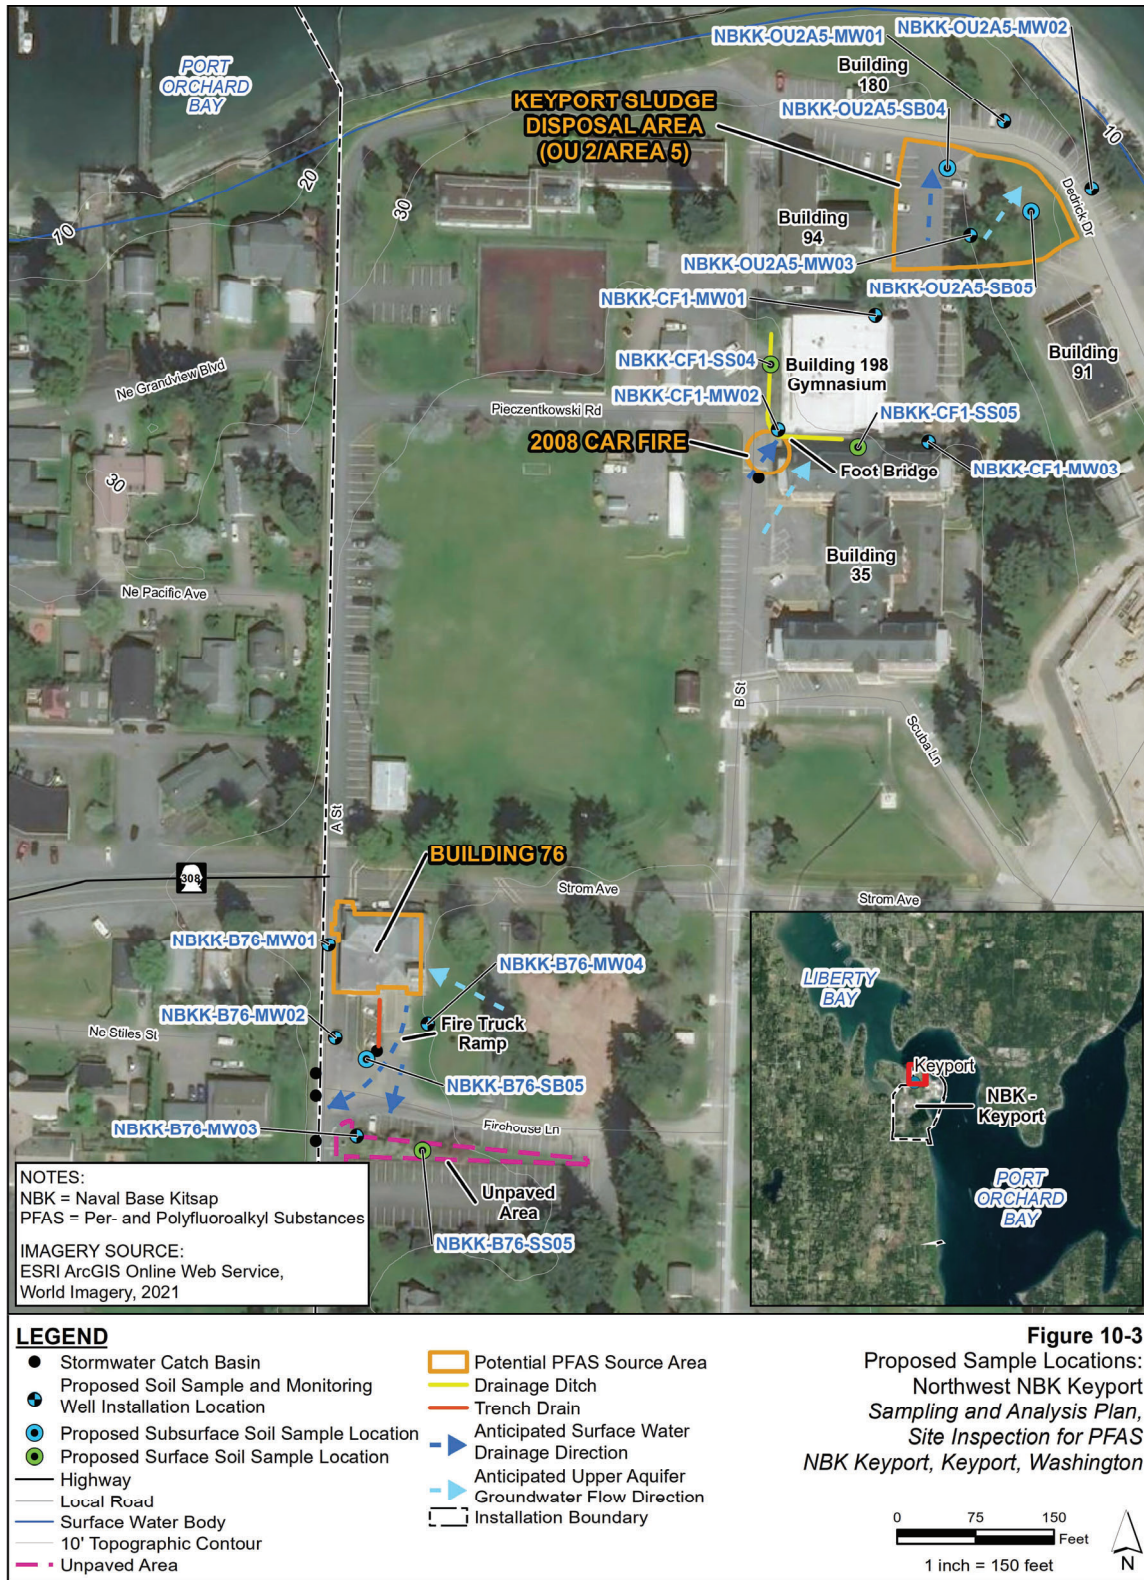 PORT
ORCHARD
BAY
NBKK-OU2A5-MW01
NBKK-OU2A5-MW02
Building
180
KEYPORT SLUDGE
DISPOSAL AREA
(OU 2/AREA 5)
NBKK-OU2A5-SB04
10
20
30
10
Dedrick Dr
Building
94
NBKK-OU2A5-MW03
NBKK-OU2A5-SB05
NBKK-CF1-MW01
NBKK-CF1-SS04
Building 198
Gymnasium
Building
91
Ne Grandview Blvd
NBKK-CF1-MW02
Pieczentkowski Rd
NBKK-CF1-SS05
2008 CAR FIRE
Foot Bridge
NBKK-CF1-MW03
30
Building
35
Ne Pacific Ave
B St
Scuba Ln
A St
BUILDING 76
308
Strom Ave
Strom Ave
NBKK-B76-MW01
NBKK-B76-MW04
NBKK-B76-MW02
Ne Stiles St
Fire Truck
Ramp
NBKK-B76-SB05
NBKK-B76-MW03
Firehouse Ln
Unpaved
Area
NBKK-B76-SS05
LIBERTY
BAY
Keyport
NBK -
Keyport
PORT
ORCHARD
BAY
NOTES:
NBK = Naval Base Kitsap
PFAS = Per- and Polyfluoroalkyl Substances
IMAGERY SOURCE:
ESRI ArcGIS Online Web Service,
World Imagery, 2021
LEGEND
Stormwater Catch Basin
Proposed Soil Sample and Monitoring
Well Installation Location
Proposed Subsurface Soil Sample Location
Proposed Surface Soil Sample Location
Highway
Local Road
Surface Water Body
10' Topographic Contour
Unpaved Area
Potential PFAS Source Area
Drainage Ditch
Trench Drain
Anticipated Surface Water
Drainage Direction
Anticipated Upper Aquifer
Groundwater Flow Direction
Installation Boundary
Figure 10-3
Proposed Sample Locations:
Northwest NBK Keyport
Sampling and Analysis Plan,
Site Inspection for PFAS
NBK Keyport, Keyport, Washington
0 75 150
Feet
1 inch = 150 feet
N